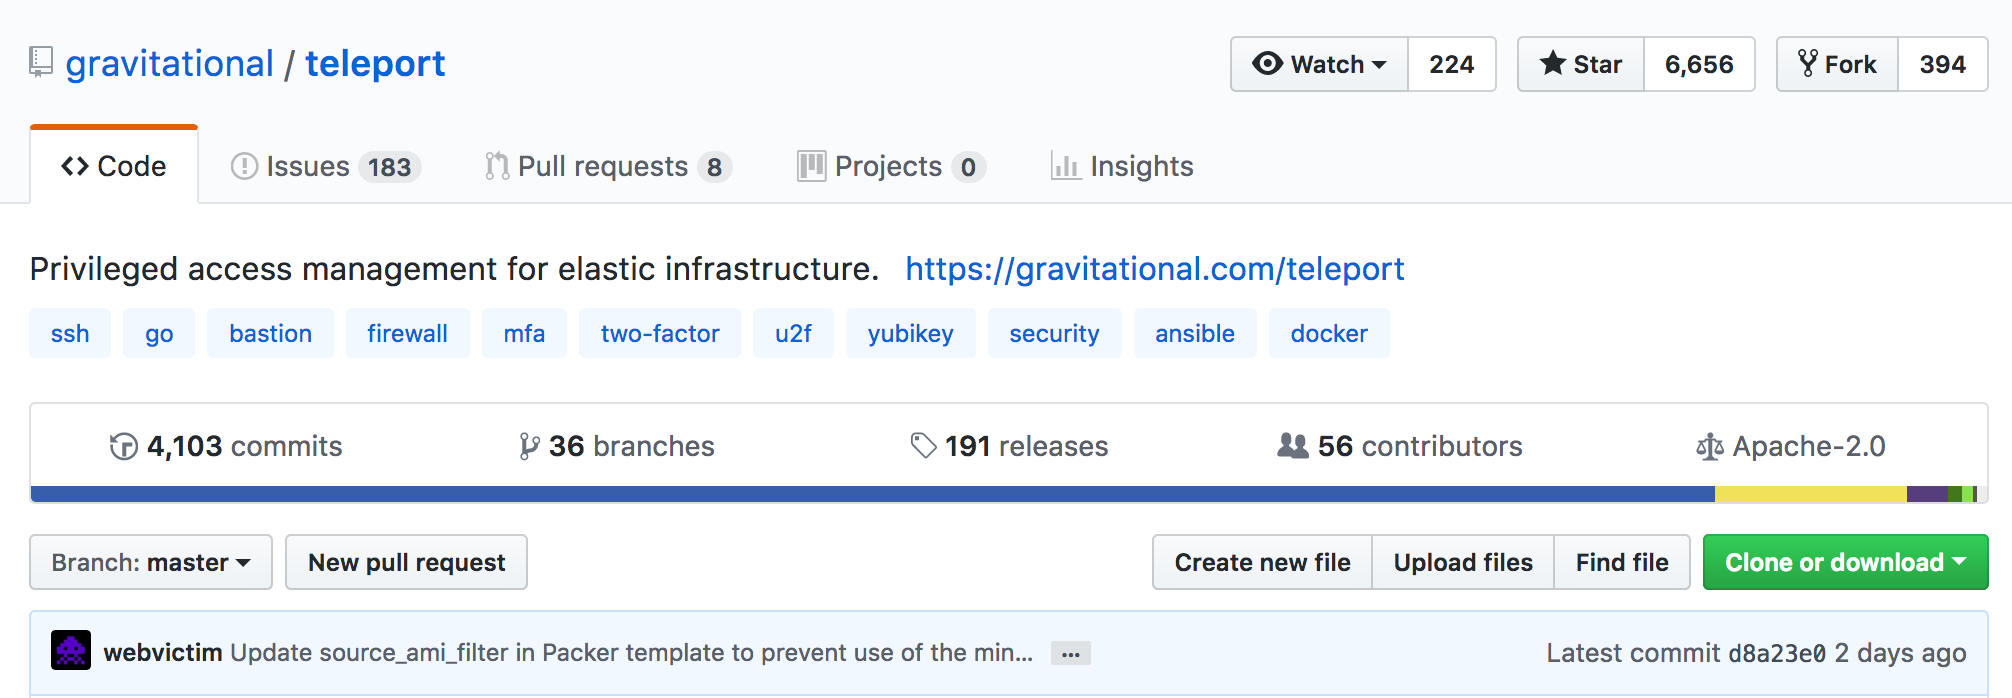 gravitational / teleport
Watch 224
Star 6,656
Fork 394
Code
Issues 183
Pull requests 8
Projects 0
Insights
Privileged access management for elastic infrastructure. https://gravitational.com/teleport
ssh go bastion firewall mfa two-factor u2f yubikey security ansible docker
4,103 commits
36 branches
191 releases
56 contributors
Apache-2.0
Branch: master
New pull request
Create new file
Upload files
Find file
Clone or download
webvictim Update source_ami_filter in Packer template to prevent use of the min... ...
Latest commit d8a23e0 2 days ago